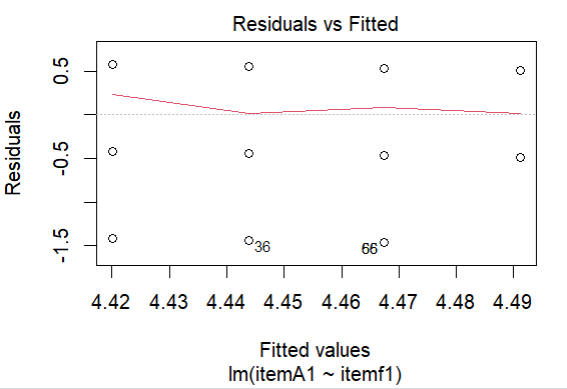 Residuals vs Fitted
Residuals
0.5
-0.5
-1.5
36
66
4.42 4.43 4.44 4.45 4.46 4.47 4.48 4.49
Fitted values
lm(itemA1 ~ itemf1)